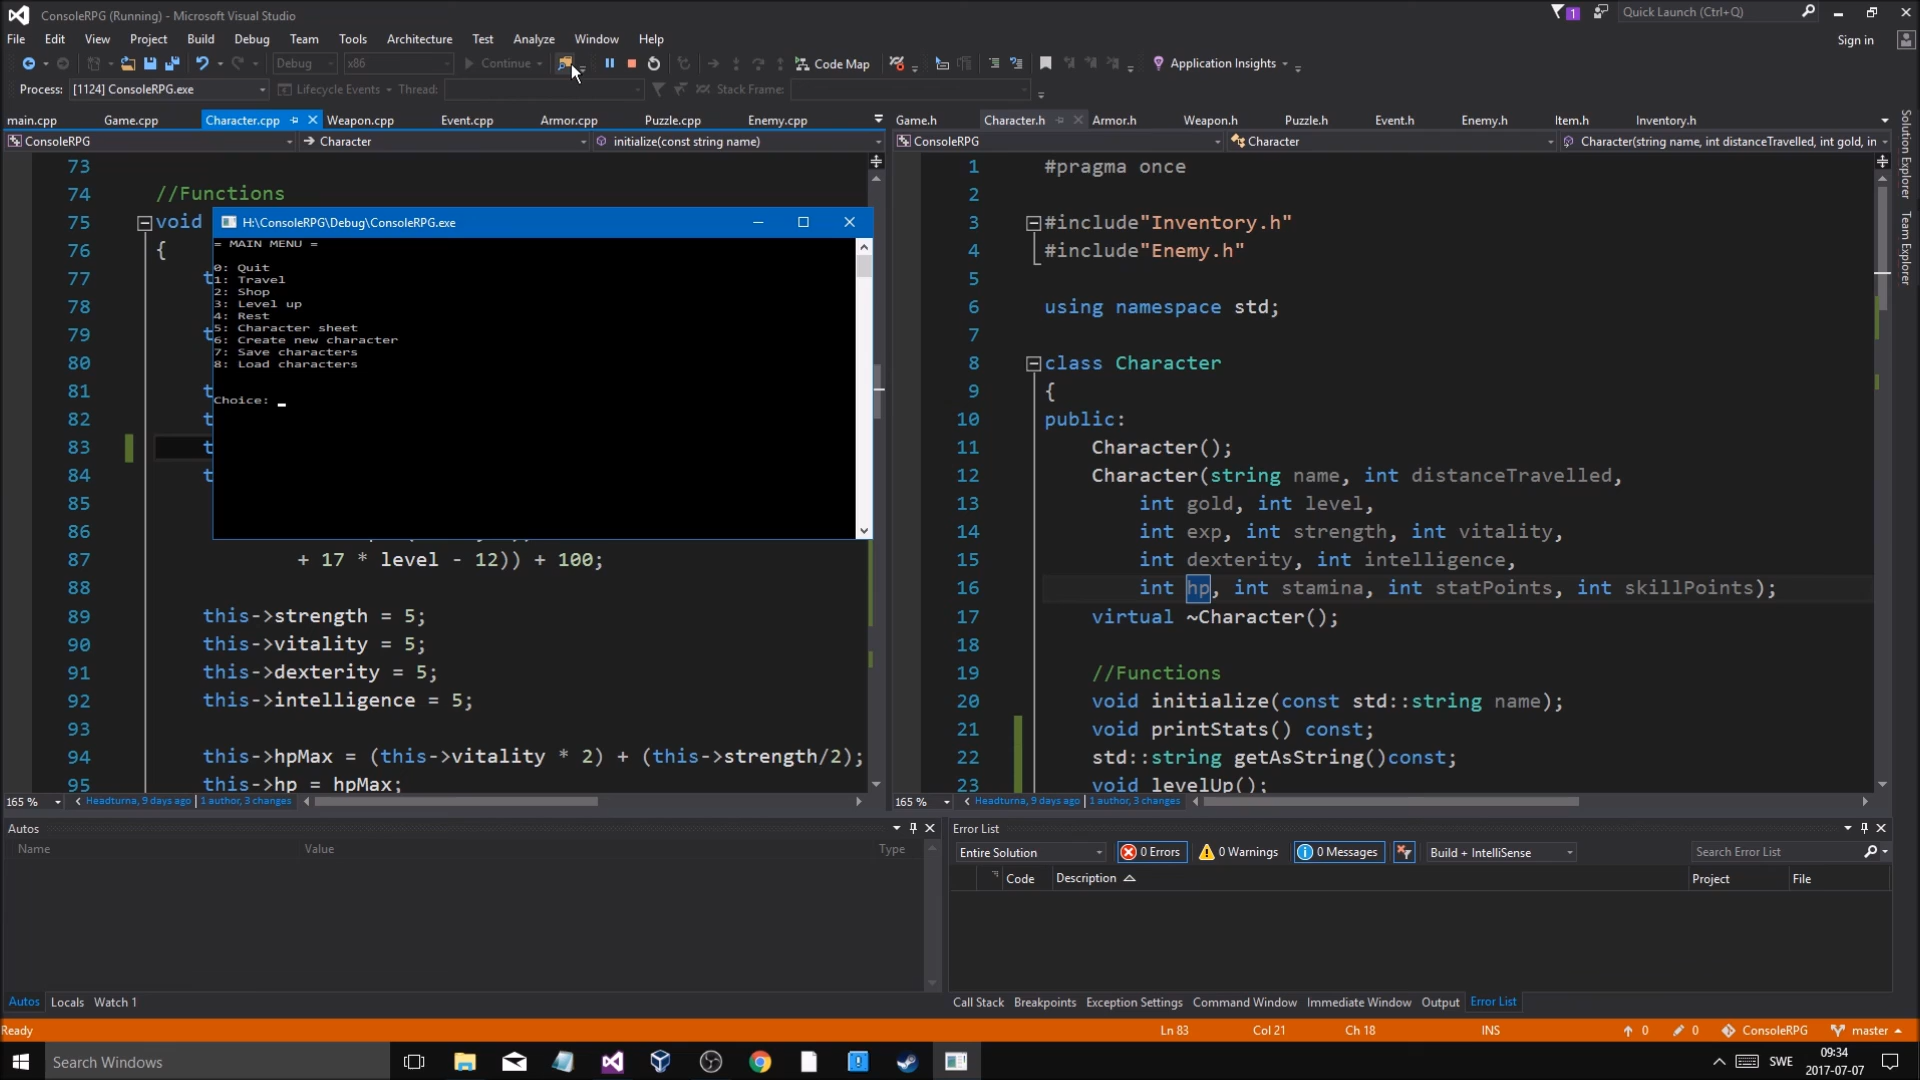 ConsoleRPG (Running) - Microsoft Visual Studio
1
Quick Launch (Ctrl+Q)
File Edit View Project Build Debug Team Tools Architecture Test Analyze Window Help
Sign in
Debug x86 Continue Code Map Application Insights
Process: [1124] ConsoleRPG.exe Lifecycle Events Thread: Stack Frame:
main.cpp Game.cpp Character.cpp Weapon.cpp Event.cpp Armor.cpp Puzzle.cpp Enemy.cpp
ConsoleRPG Character initialize(const string name)
73
74 //Functions
75 void
76 {
77 t
78
79 t
80
81 t
82 t
83 t
84 t
85
86
87 + 17 * level - 12)) + 100;
88
89 this->strength = 5;
90 this->vitality = 5;
91 this->dexterity = 5;
92 this->intelligence = 5;
93
94 this->hpMax = (this->vitality * 2) + (this->strength/2);
95 this->hp = hpMax;
165 % Headturna, 9 days ago | 1 author, 3 changes
H:\ConsoleRPG\Debug\ConsoleRPG.exe
= MAIN MENU =
0: Quit
1: Travel
2: Shop
3: Level up
4: Rest
5: Character sheet
6: Create new character
7: Save characters
8: Load characters
Choice: _
Game.h Character.h Armor.h Weapon.h Puzzle.h Event.h Enemy.h Item.h Inventory.h
ConsoleRPG Character Character(string name, int distanceTravelled, int gold, in
1 #pragma once
2
3 #include"Inventory.h"
4 #include"Enemy.h"
5
6 using namespace std;
7
8 class Character
9 {
10 public:
11 Character();
12 Character(string name, int distanceTravelled,
13 int gold, int level,
14 int exp, int strength, int vitality,
15 int dexterity, int intelligence,
16 int hp, int stamina, int statPoints, int skillPoints);
17 virtual ~Character();
18
19 //Functions
20 void initialize(const std::string name);
21 void printStats() const;
22 std::string getAsString()const;
23 void levelUp();
165 % Headturna, 9 days ago | 1 author, 3 changes
Solution Explorer
Team Explorer
Autos
Name Value Type
Autos Locals Watch 1
Error List
Entire Solution 0 Errors 0 Warnings 0 Messages Build + IntelliSense Search Error List
Code Description Project File
Call Stack Breakpoints Exception Settings Command Window Immediate Window Output Error List
Ready Ln 83 Col 21 Ch 18 INS 0 0 ConsoleRPG master
Search Windows
SWE
09:34
2017-07-07